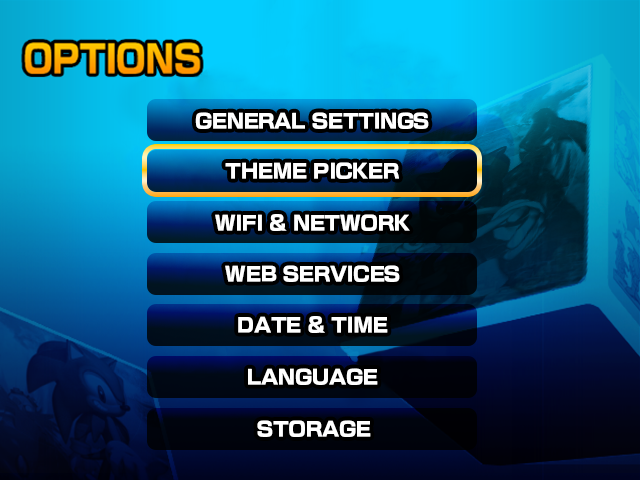 OPTIONS
GENERAL SETTINGS
THEME PICKER
WIFI & NETWORK
WEB SERVICES
DATE & TIME
LANGUAGE
STORAGE